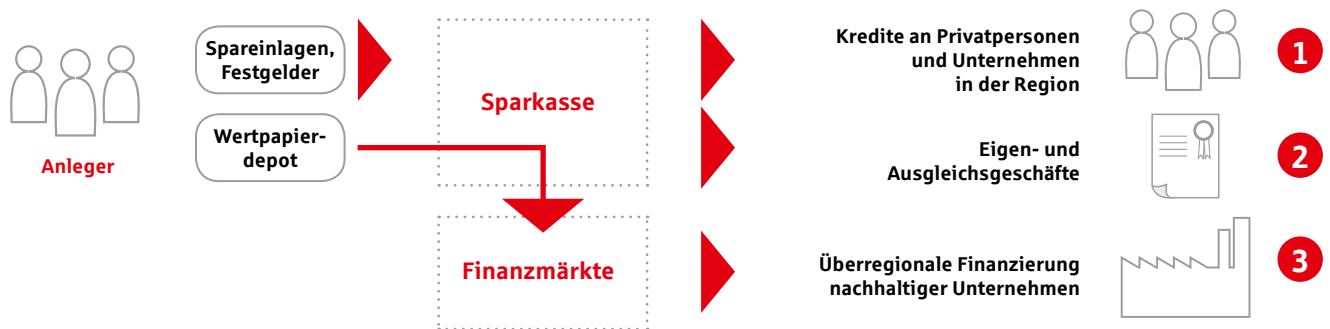 Spareinlagen,
Festgelder
Wertpapier-
depot
Anleger
Sparkasse
Finanzmärkte
Kredite an Privatpersonen
und Unternehmen
in der Region
1
Eigen- und
Ausgleichsgeschäfte
2
Überregionale Finanzierung
nachhaltiger Unternehmen
3